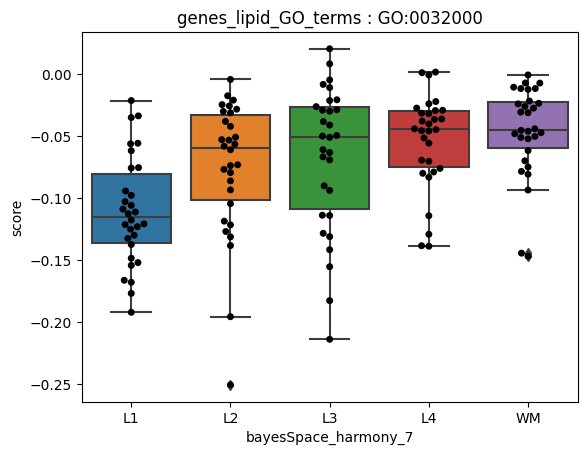 genes_lipid_GO_terms : GO:0032000
0.00
−0.05
−0.10
−0.15
−0.20
−0.25
score
L1 L2 L3 L4 WM
bayesSpace_harmony_7